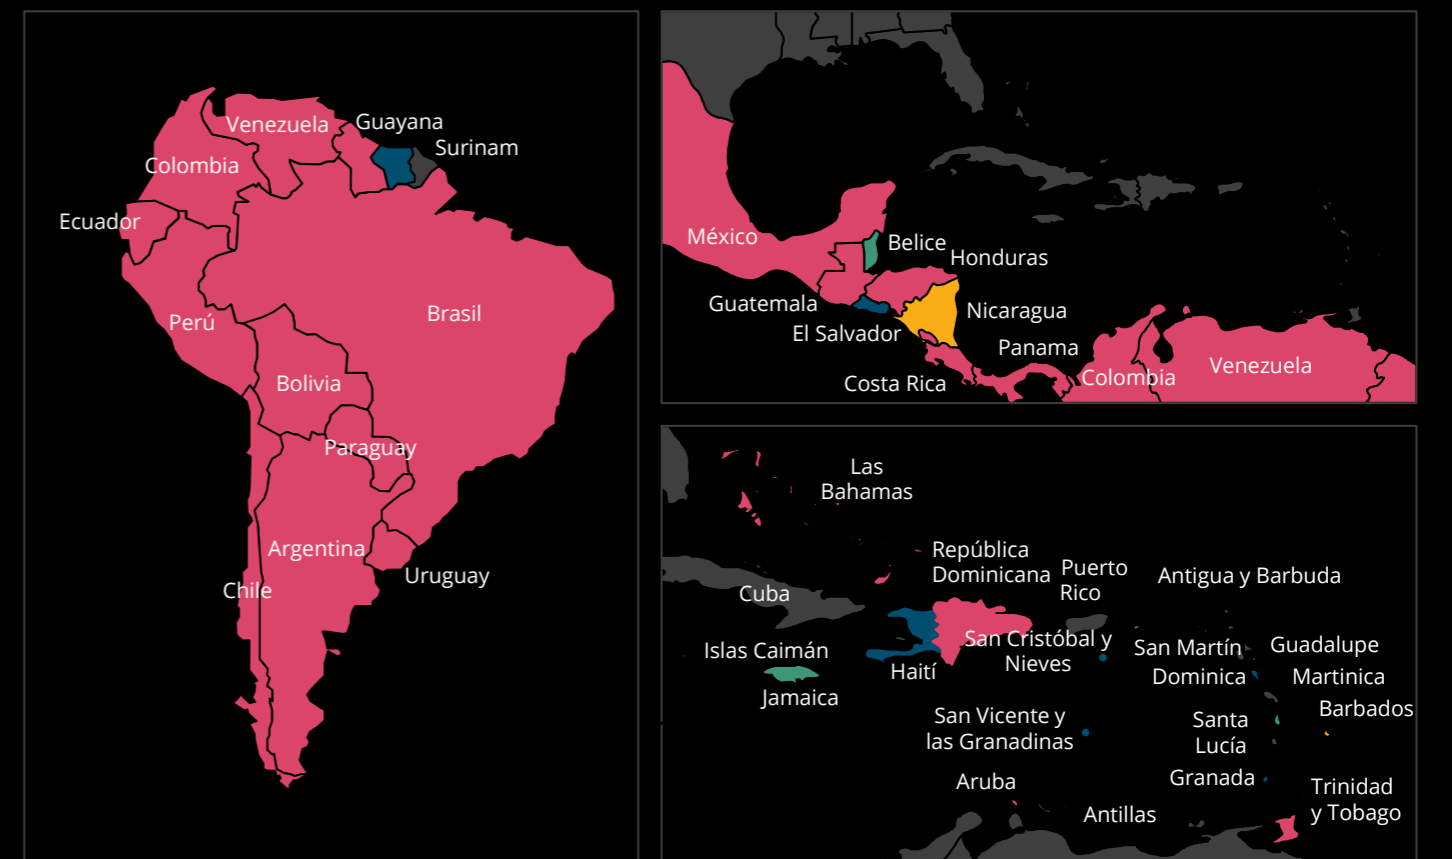 Venezuela
Guayana
Surinam
Colombia
Ecuador
Perú
Brasil
Bolivia
Paraguay
Argentina
Uruguay
Chile
México
Belice
Honduras
Guatemala
Nicaragua
El Salvador
Panama
Costa Rica
Colombia
Venezuela
Las
Bahamas
República
Dominicana
Puerto
Rico
Antigua y Barbuda
Cuba
San Cristóbal y
Nieves
San Martín
Guadalupe
Islas Caimán
Haití
Dominica
Martinica
Jamaica
Barbados
San Vicente y
las Granadinas
Santa
Lucía
Granada
Aruba
Trinidad
y Tobago
Antillas